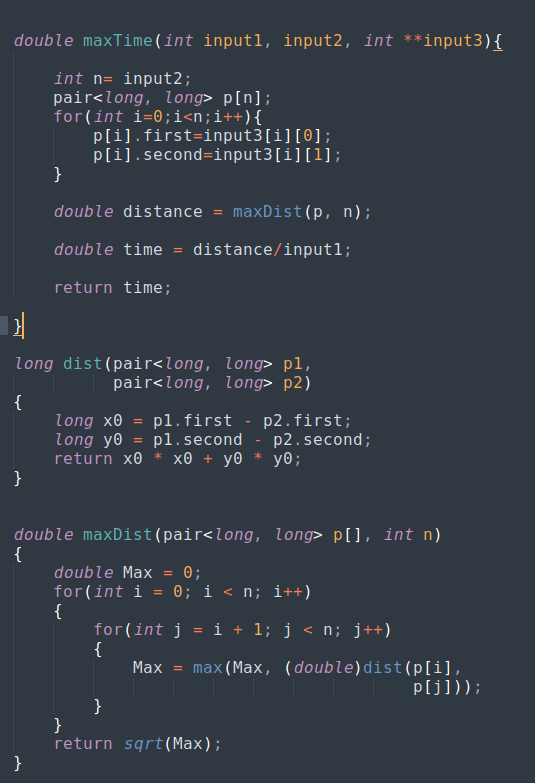 double maxTime(int input1, input2, int **input3){
int n= input2;
pair<long, long> p[n];
for(int i=0;i<n;i++){
p[i].first=input3[i][0];
p[i].second=input3[i][1];
}
double distance = maxDist(p, n);
double time = distance/input1;
return time;
}
long dist(pair<long, long> p1,
pair<long, long> p2)
{
long x0 = p1.first - p2.first;
long y0 = p1.second - p2.second;
return x0 * x0 + y0 * y0;
}
double maxDist(pair<long, long> p[], int n)
{
double Max = 0;
for(int i = 0; i < n; i++)
{
for(int j = i + 1; j < n; j++)
{
Max = max(Max, (double)dist(p[i],
p[j]));
}
}
return sqrt(Max);
}